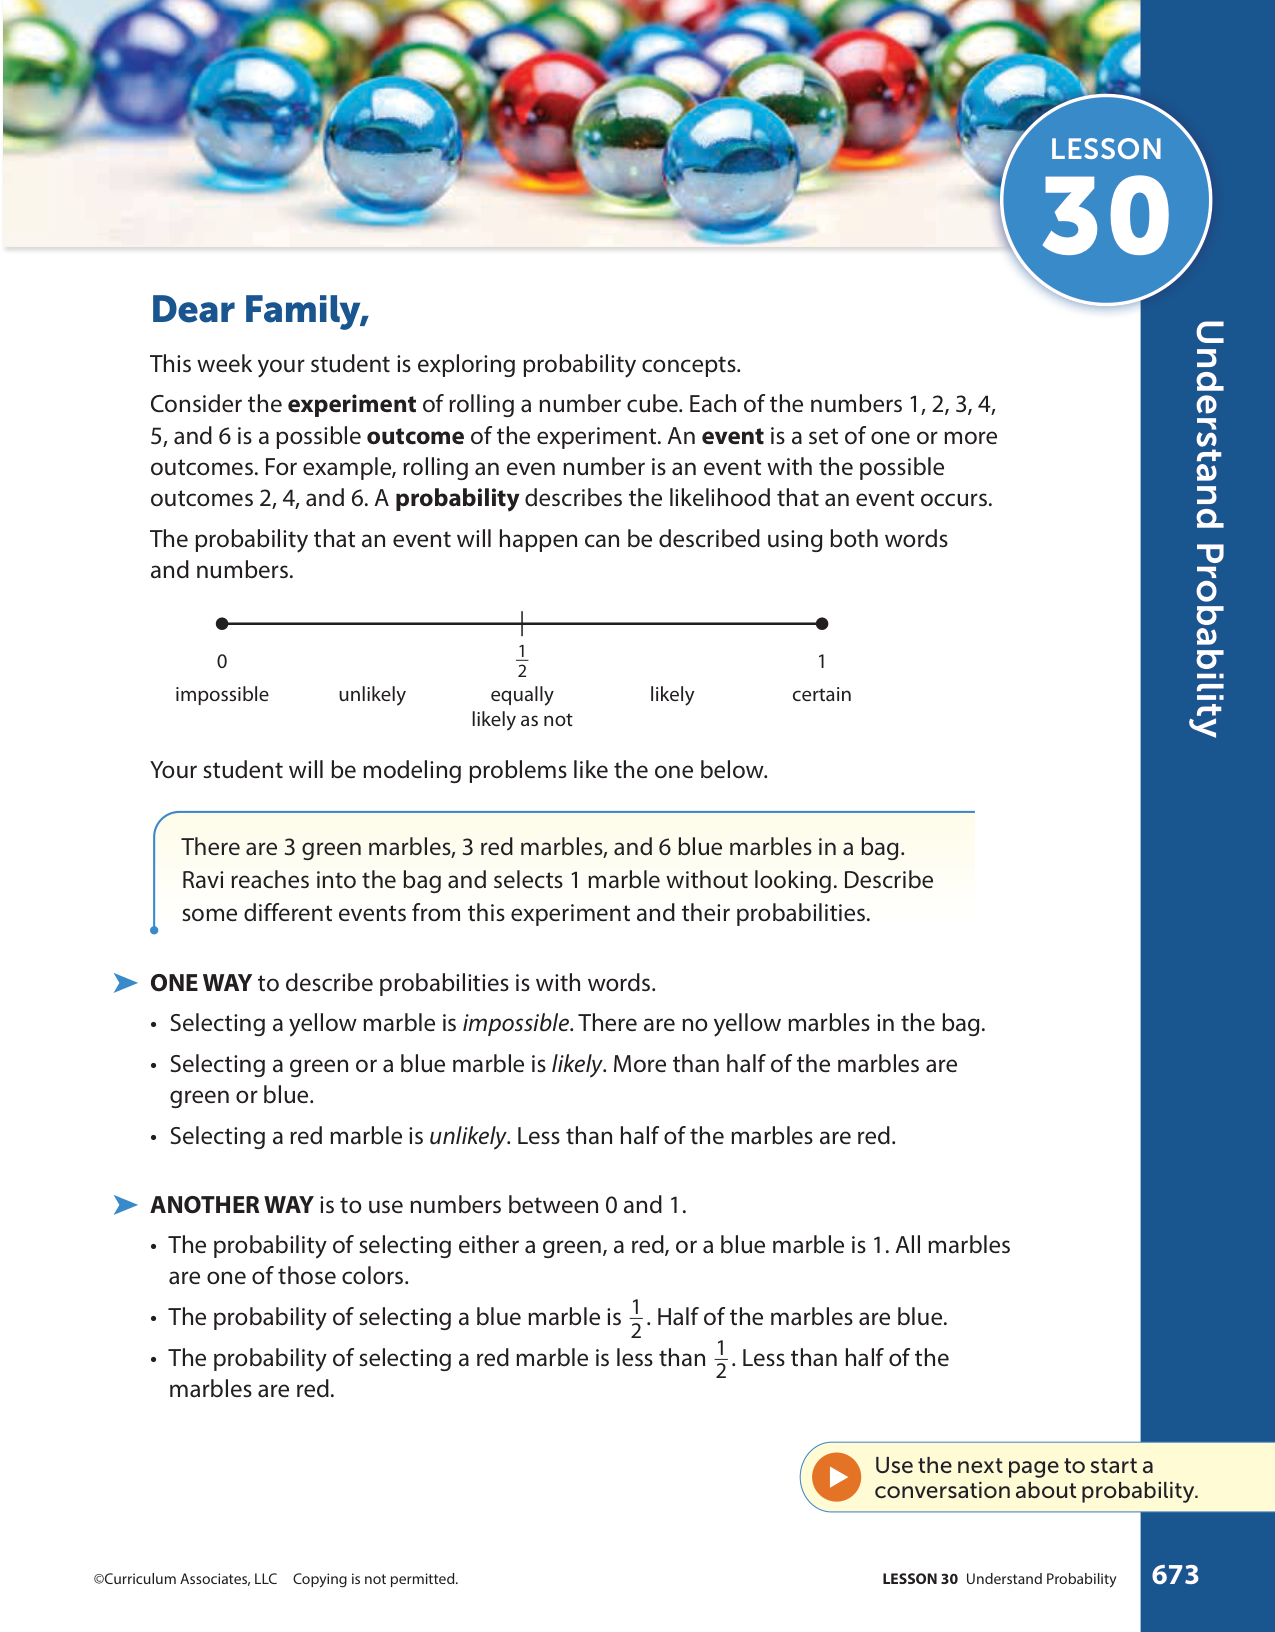 LESSON
30
Understand Probability
Dear Family,
This week your student is exploring probability concepts.
Consider the experiment of rolling a number cube. Each of the numbers 1, 2, 3, 4,
5, and 6 is a possible outcome of the experiment. An event is a set of one or more
outcomes. For example, rolling an even number is an event with the possible
outcomes 2, 4, and 6. A probability describes the likelihood that an event occurs.
The probability that an event will happen can be described using both words
and numbers.
0 1/2 1
impossible unlikely equally likely certain
likely as not
Your student will be modeling problems like the one below.
There are 3 green marbles, 3 red marbles, and 6 blue marbles in a bag.
Ravi reaches into the bag and selects 1 marble without looking. Describe
some different events from this experiment and their probabilities.
➤ ONE WAY to describe probabilities is with words.
• Selecting a yellow marble is impossible. There are no yellow marbles in the bag.
• Selecting a green or a blue marble is likely. More than half of the marbles are
green or blue.
• Selecting a red marble is unlikely. Less than half of the marbles are red.
➤ ANOTHER WAY is to use numbers between 0 and 1.
• The probability of selecting either a green, a red, or a blue marble is 1. All marbles
are one of those colors.
• The probability of selecting a blue marble is 1/2. Half of the marbles are blue.
• The probability of selecting a red marble is less than 1/2. Less than half of the
marbles are red.
Use the next page to start a
conversation about probability.
©Curriculum Associates, LLC Copying is not permitted.
LESSON 30 Understand Probability
673